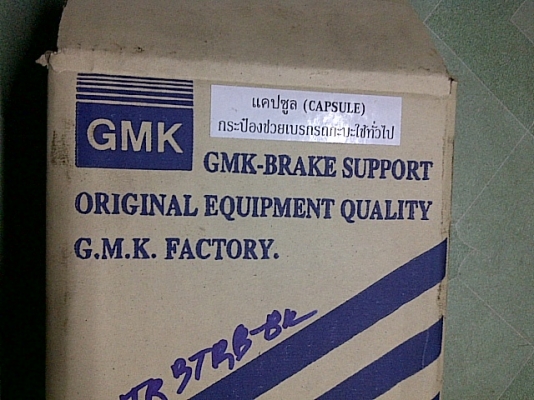 GMK
แคปซูล (CAPSULE)
กระป๋องช่วยเบรกรถกะบะใช้ทั่วไป
GMK-BRAKE SUPPORT
ORIGINAL EQUIPMENT QUALITY
G.M.K. FACTORY.